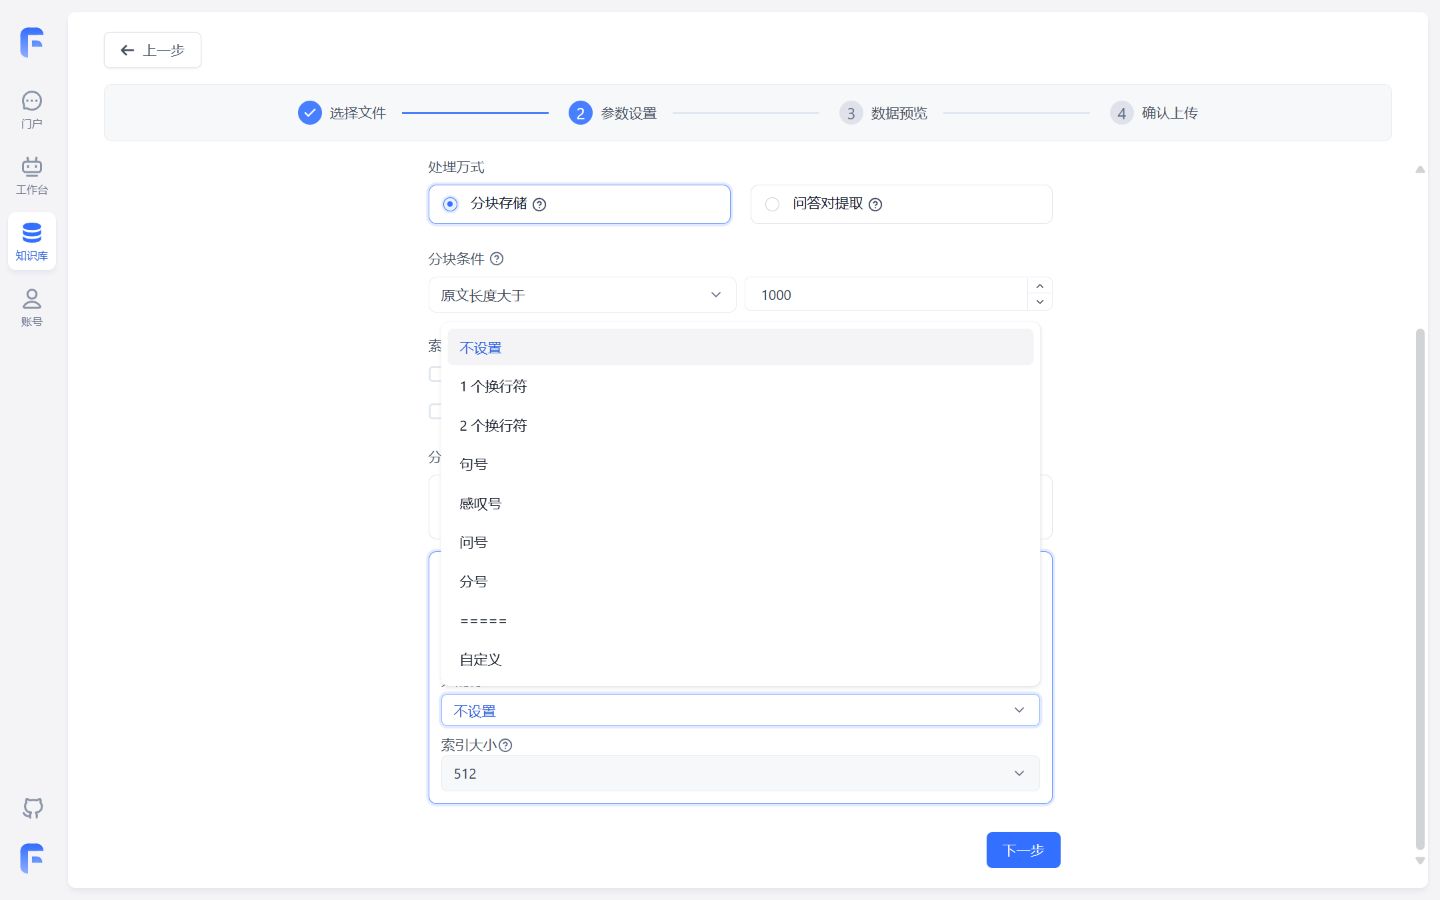 上一步
选择文件
2 参数设置
3 数据预览
4 确认上传
门户
工作台
知识库
账号
处理方式
分块存储
问答对提取
分块条件
原文长度大于
1000
索
不设置
1 个换行符
2 个换行符
句号
感叹号
问号
分号
=====
自定义
分
不设置
索引大小
512
下一步